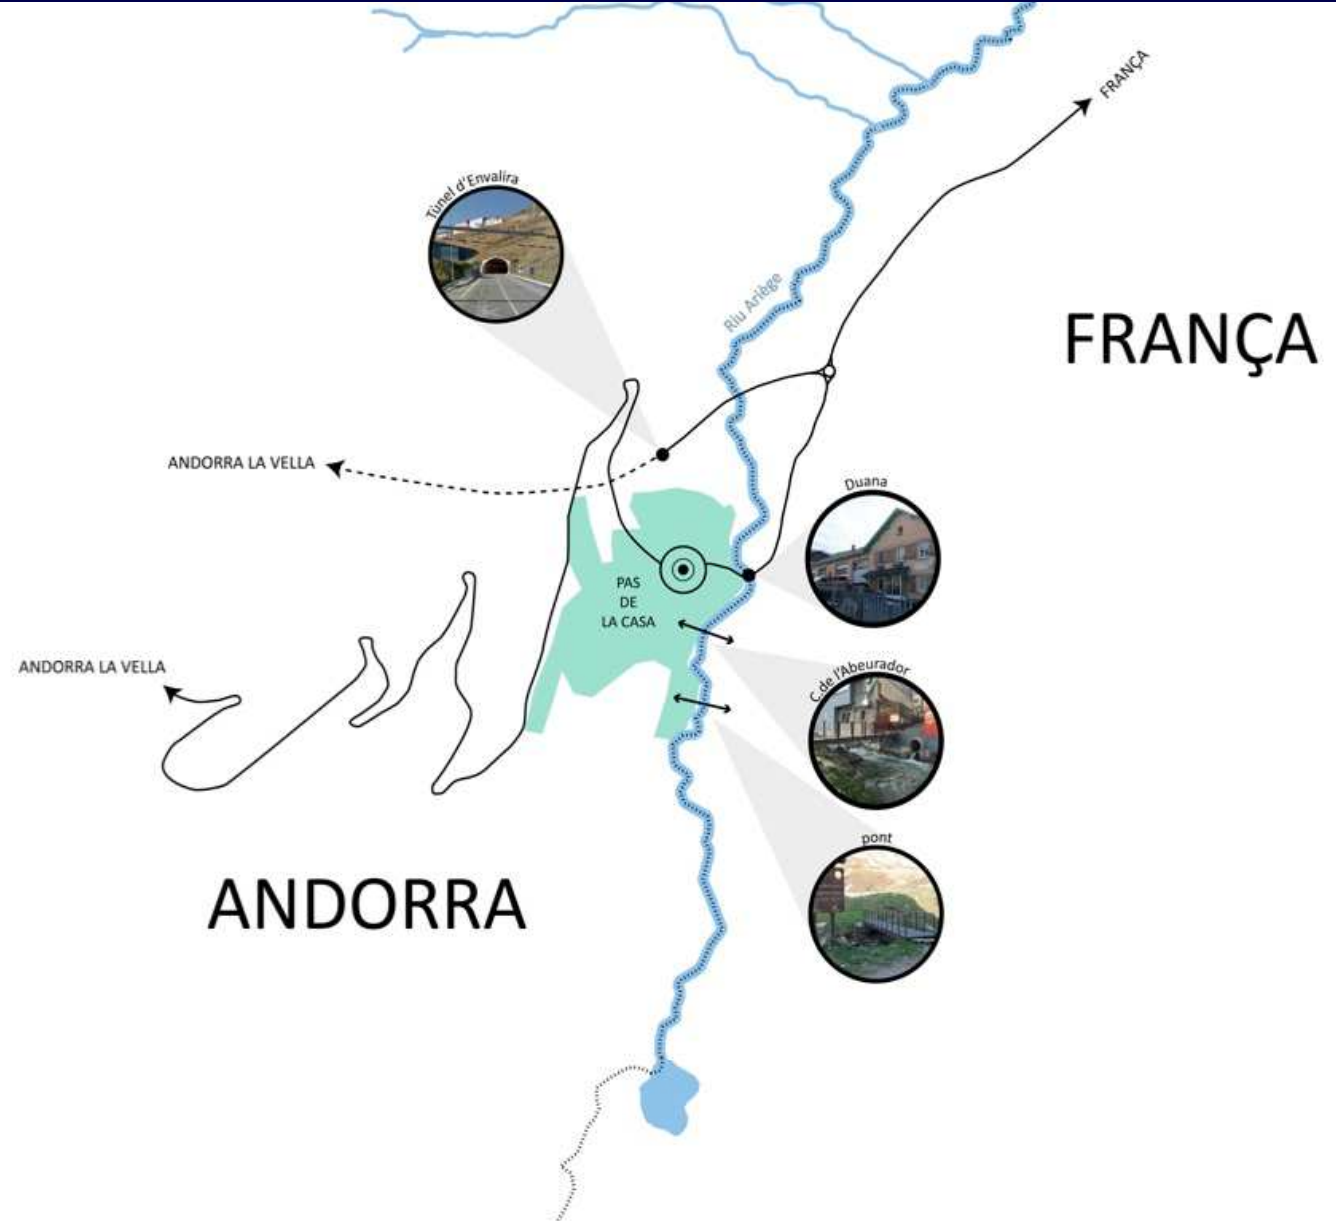 FRANÇA
Túnel d'Envalira
Riu Ariège
FRANÇA
ANDORRA LA VELLA
Duana
PAS
DE
LA CASA
ANDORRA LA VELLA
C.de l'Abeurador
pont
ANDORRA